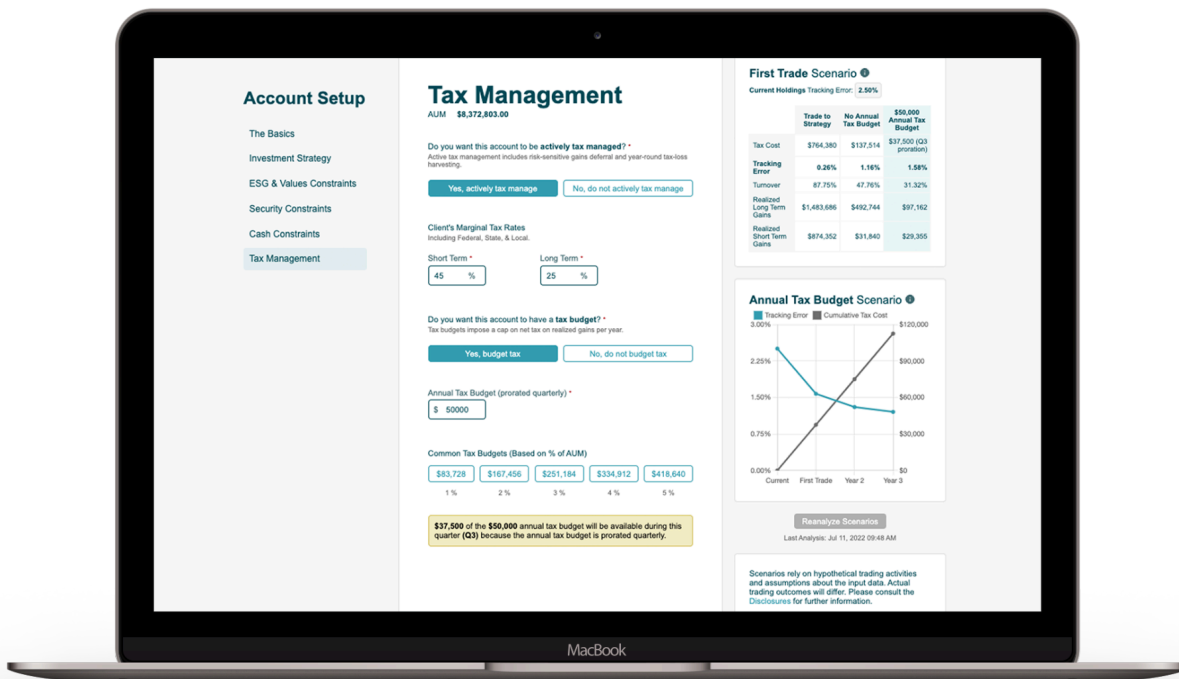 Account Setup
The Basics
Investment Strategy
ESG & Values Constraints
Security Constraints
Cash Constraints
Tax Management
Tax Management
AUM $8,372,803.00
Do you want this account to be actively tax managed? *
Active tax management includes risk-sensitive gains deferral and year-round tax-loss
harvesting.
Yes, actively tax manage
No, do not actively tax manage
Client's Marginal Tax Rates
Including Federal, State, & Local.
Short Term * Long Term *
45 % 25 %
Do you want this account to have a tax budget? *
Tax budgets impose a cap on net tax on realized gains per year.
Yes, budget tax
No, do not budget tax
Annual Tax Budget (prorated quarterly) *
$ 50000
Common Tax Budgets (Based on % of AUM)
$83,728 $167,456 $251,184 $334,912 $418,640
1 % 2 % 3 % 4 % 5 %
$37,500 of the $50,000 annual tax budget will be available during this
quarter (Q3) because the annual tax budget is prorated quarterly.
First Trade Scenario
Current Holdings Tracking Error: 2.50%
Trade to Strategy No Annual Tax Budget $50,000 Annual Tax Budget
Tax Cost $764,380 $137,514 $37,500 (Q3 proration)
Tracking Error 0.26% 1.16% 1.58%
Turnover 87.75% 47.76% 31.32%
Realized Long Term Gains $1,483,686 $492,744 $97,162
Realized Short Term Gains $874,352 $31,840 $29,355
Annual Tax Budget Scenario
Tracking Error Cumulative Tax Cost
3.00% $120,000
2.25% $90,000
1.50% $60,000
0.75% $30,000
0.00% $0
Current First Trade Year 2 Year 3
Reanalyze Scenarios
Last Analysis: Jul 11, 2022 09:48 AM
Scenarios rely on hypothetical trading activities
and assumptions about the input data. Actual
trading outcomes will differ. Please consult the
Disclosures for further information.
MacBook